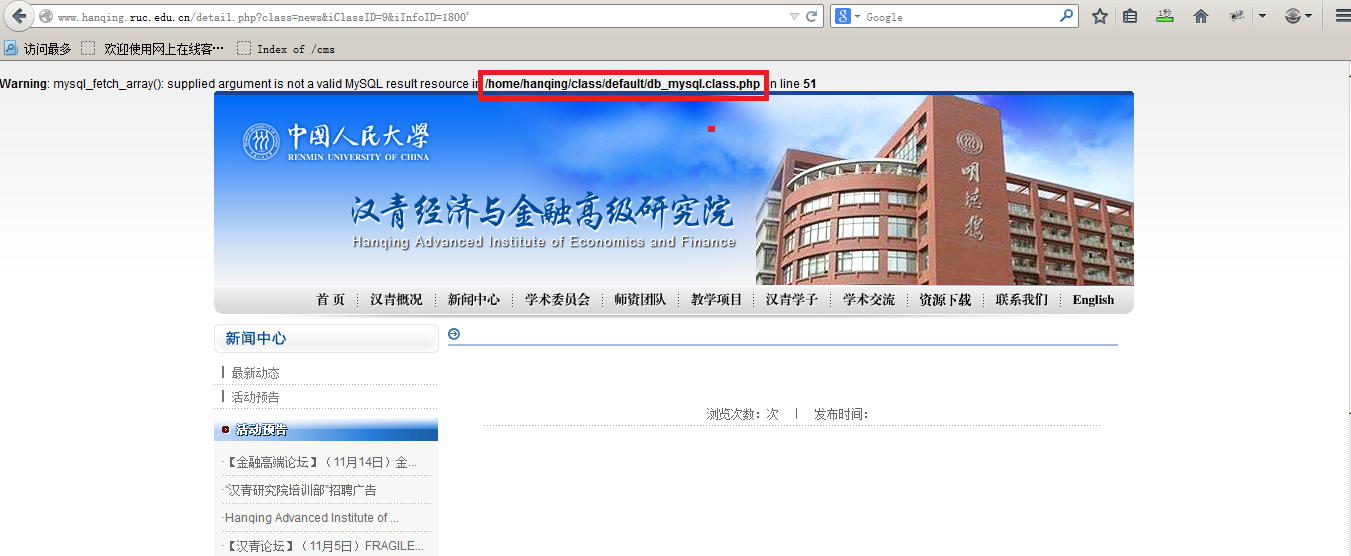 www.hanqing.ruc.edu.cn/detail.php?class=news&iClassID=9&iInfoID=1800'
Google
1秒
访问最多 欢迎使用网上在线客… Index of /cms
Warning: mysql_fetch_array(): supplied argument is not a valid MySQL result resource in /home/hanqing/class/default/db_mysql.class.php on line 51
中國人民大學
RENMIN UNIVERSITY OF CHINA
明德楼
汉青经济与金融高级研究院
Hanqing Advanced Institute of Economics and Finance
首 页 汉青概况 新闻中心 学术委员会 师资团队 教学项目 汉青学子 学术交流 资源下载 联系我们 English
新闻中心
最新动态
活动预告
浏览次数：次 | 发布时间：
活动预告
·【金融高端论坛】（11月14日）金...
·"汉青研究院培训部"招聘广告
·Hanqing Advanced Institute of ...
·【汉青论坛】（11月5日）FRAGILE...